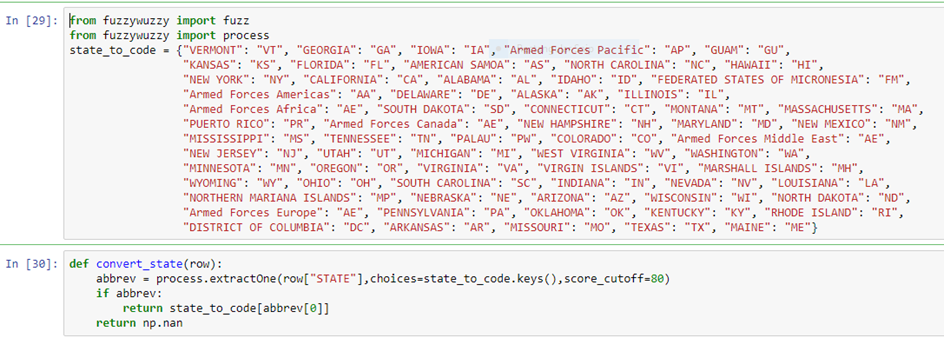 In [29]: from fuzzywuzzy import fuzz
from fuzzywuzzy import process
state_to_code = {"VERMONT": "VT", "GEORGIA": "GA", "IOWA": "IA", "Armed Forces Pacific": "AP", "GUAM": "GU",
"KANSAS": "KS", "FLORIDA": "FL", "AMERICAN SAMOA": "AS", "NORTH CAROLINA": "NC", "HAWAII": "HI",
"NEW YORK": "NY", "CALIFORNIA": "CA", "ALABAMA": "AL", "IDAHO": "ID", "FEDERATED STATES OF MICRONESIA": "FM",
"Armed Forces Americas": "AA", "DELAWARE": "DE", "ALASKA": "AK", "ILLINOIS": "IL",
"Armed Forces Africa": "AE", "SOUTH DAKOTA": "SD", "CONNECTICUT": "CT", "MONTANA": "MT", "MASSACHUSETTS": "MA",
"PUERTO RICO": "PR", "Armed Forces Canada": "AE", "NEW HAMPSHIRE": "NH", "MARYLAND": "MD", "NEW MEXICO": "NM",
"MISSISSIPPI": "MS", "TENNESSEE": "TN", "PALAU": "PW", "COLORADO": "CO", "Armed Forces Middle East": "AE",
"NEW JERSEY": "NJ", "UTAH": "UT", "MICHIGAN": "MI", "WEST VIRGINIA": "WV", "WASHINGTON": "WA",
"MINNESOTA": "MN", "OREGON": "OR", "VIRGINIA": "VA", "VIRGIN ISLANDS": "VI", "MARSHALL ISLANDS": "MH",
"WYOMING": "WY", "OHIO": "OH", "SOUTH CAROLINA": "SC", "INDIANA": "IN", "NEVADA": "NV", "LOUISIANA": "LA",
"NORTHERN MARIANA ISLANDS": "MP", "NEBRASKA": "NE", "ARIZONA": "AZ", "WISCONSIN": "WI", "NORTH DAKOTA": "ND",
"Armed Forces Europe": "AE", "PENNSYLVANIA": "PA", "OKLAHOMA": "OK", "KENTUCKY": "KY", "RHODE ISLAND": "RI",
"DISTRICT OF COLUMBIA": "DC", "ARKANSAS": "AR", "MISSOURI": "MO", "TEXAS": "TX", "MAINE": "ME"}
In [30]: def convert_state(row):
abbrev = process.extractOne(row["STATE"],choices=state_to_code.keys(),score_cutoff=80)
if abbrev:
return state_to_code[abbrev[0]]
return np.nan